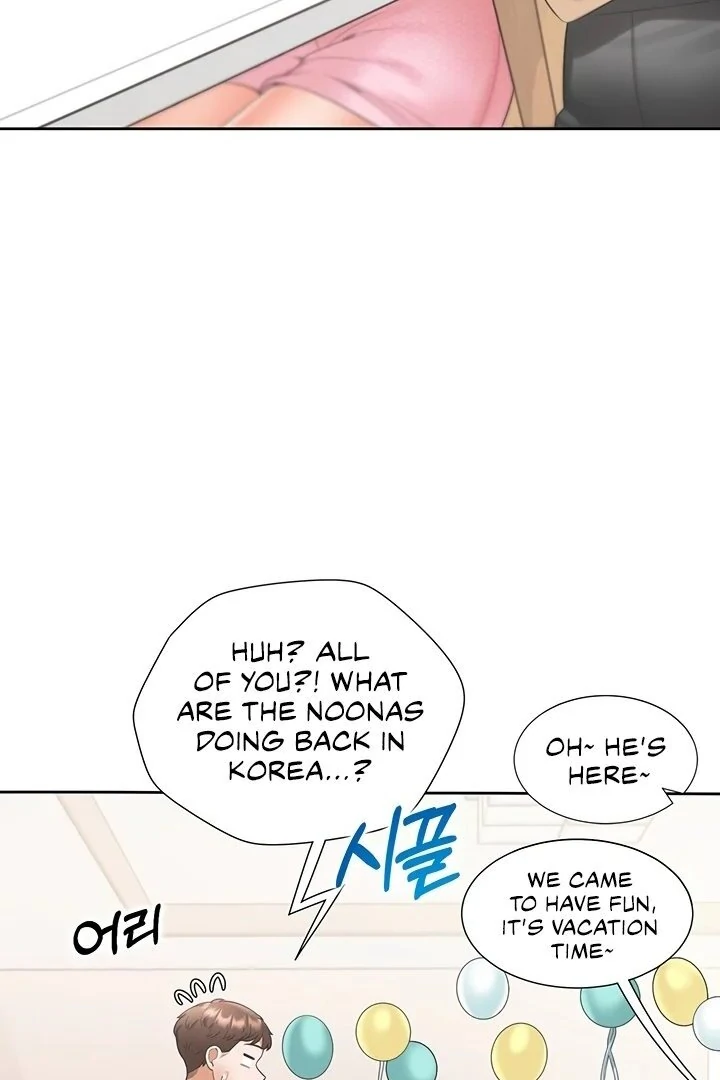 HUH? ALL
OF YOU?! WHAT
ARE THE NOONAS
DOING BACK IN
KOREA...?
OH~ HE'S
HERE~
시끌
WE CAME
TO HAVE FUN,
IT'S VACATION
TIME~
어리